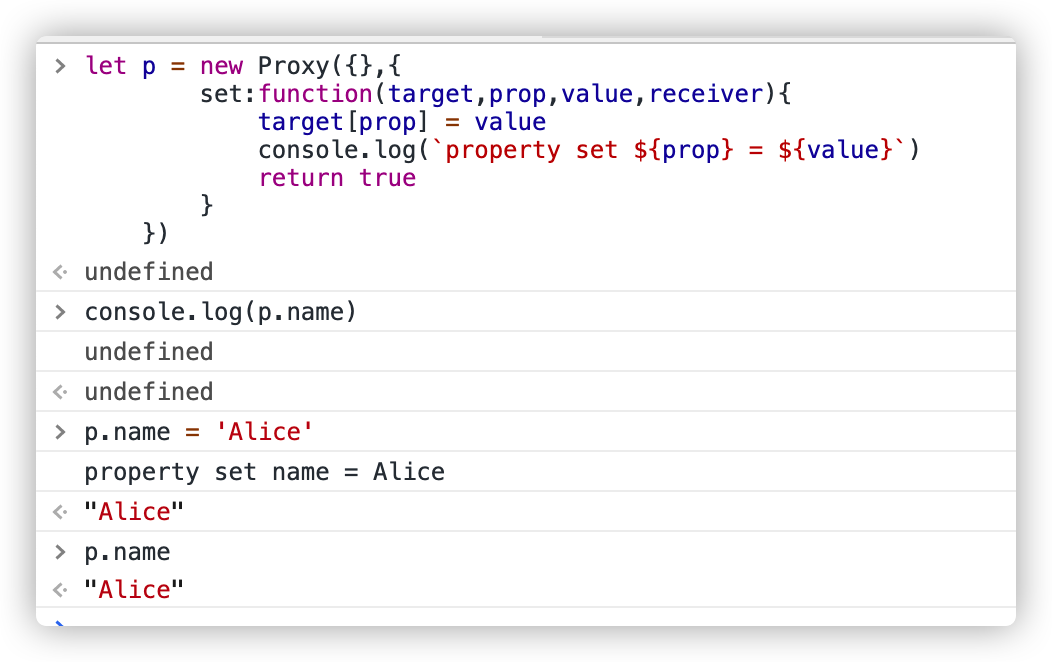 > let p = new Proxy({},{
        set:function(target,prop,value,receiver){
            target[prop] = value
            console.log(`property set ${prop} = ${value}`)
            return true
        }
    })
undefined
> console.log(p.name)
undefined
undefined
> p.name = 'Alice'
property set name = Alice
"Alice"
> p.name
"Alice"